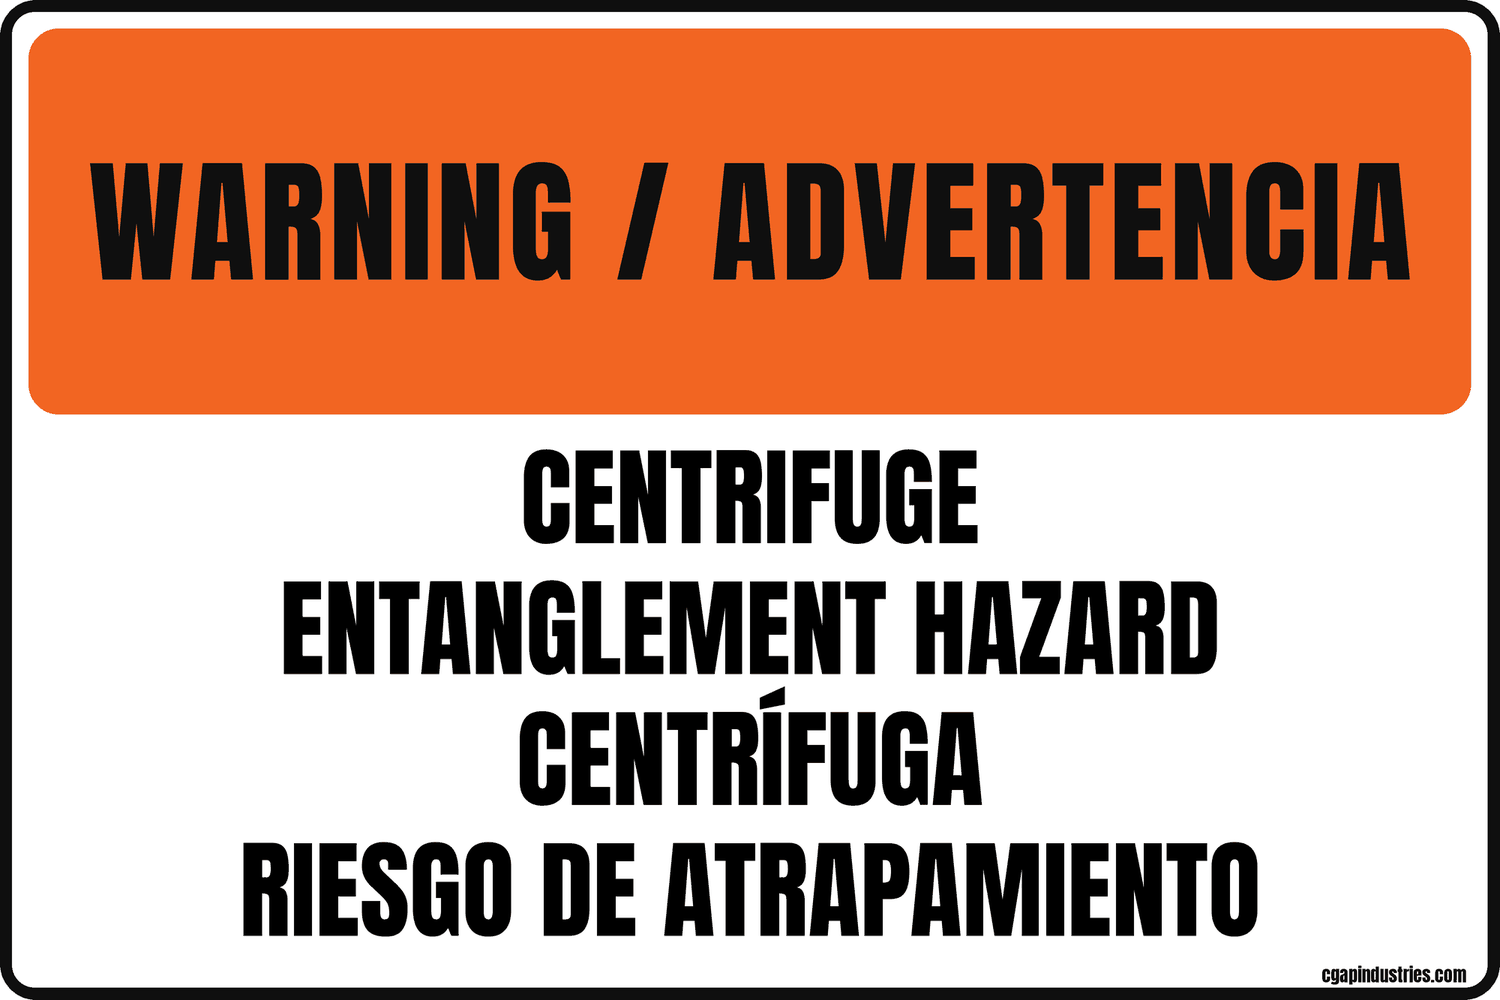 WARNING / ADVERTENCIA
CENTRIFUGE
ENTANGLEMENT HAZARD
CENTRÍFUGA
RIESGO DE ATRAPAMIENTO
cgapindustries.com